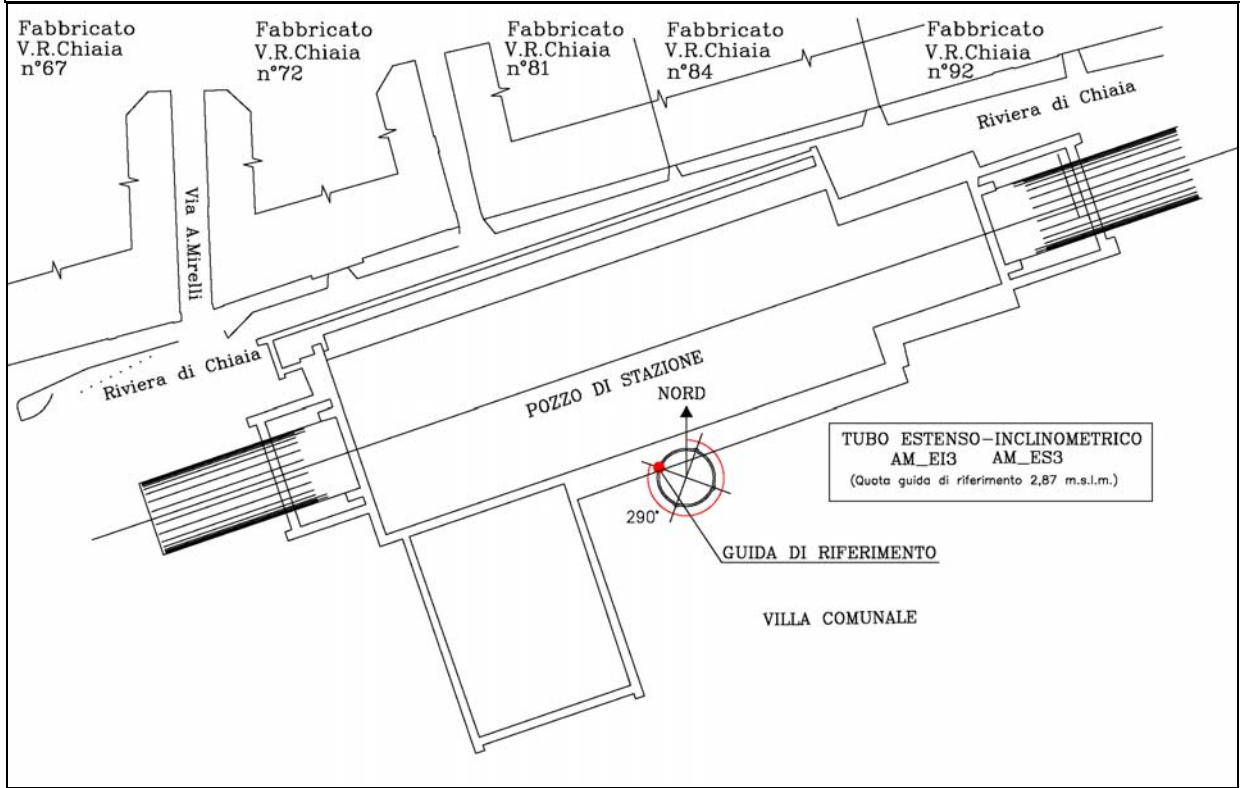 Fabbricato
V.R.Chiaia
n°67
Fabbricato
V.R.Chiaia
n°72
Fabbricato
V.R.Chiaia
n°81
Fabbricato
V.R.Chiaia
n°84
Fabbricato
V.R.Chiaia
n°92
Riviera di Chiaia
Via A.Mirelli
Riviera di Chiaia
POZZO DI STAZIONE
NORD
TUBO ESTENSO-INCLINOMETRICO
AM_EI3 AM_ES3
(Quota guida di riferimento 2,87 m.s.l.m.)
290°
GUIDA DI RIFERIMENTO
VILLA COMUNALE